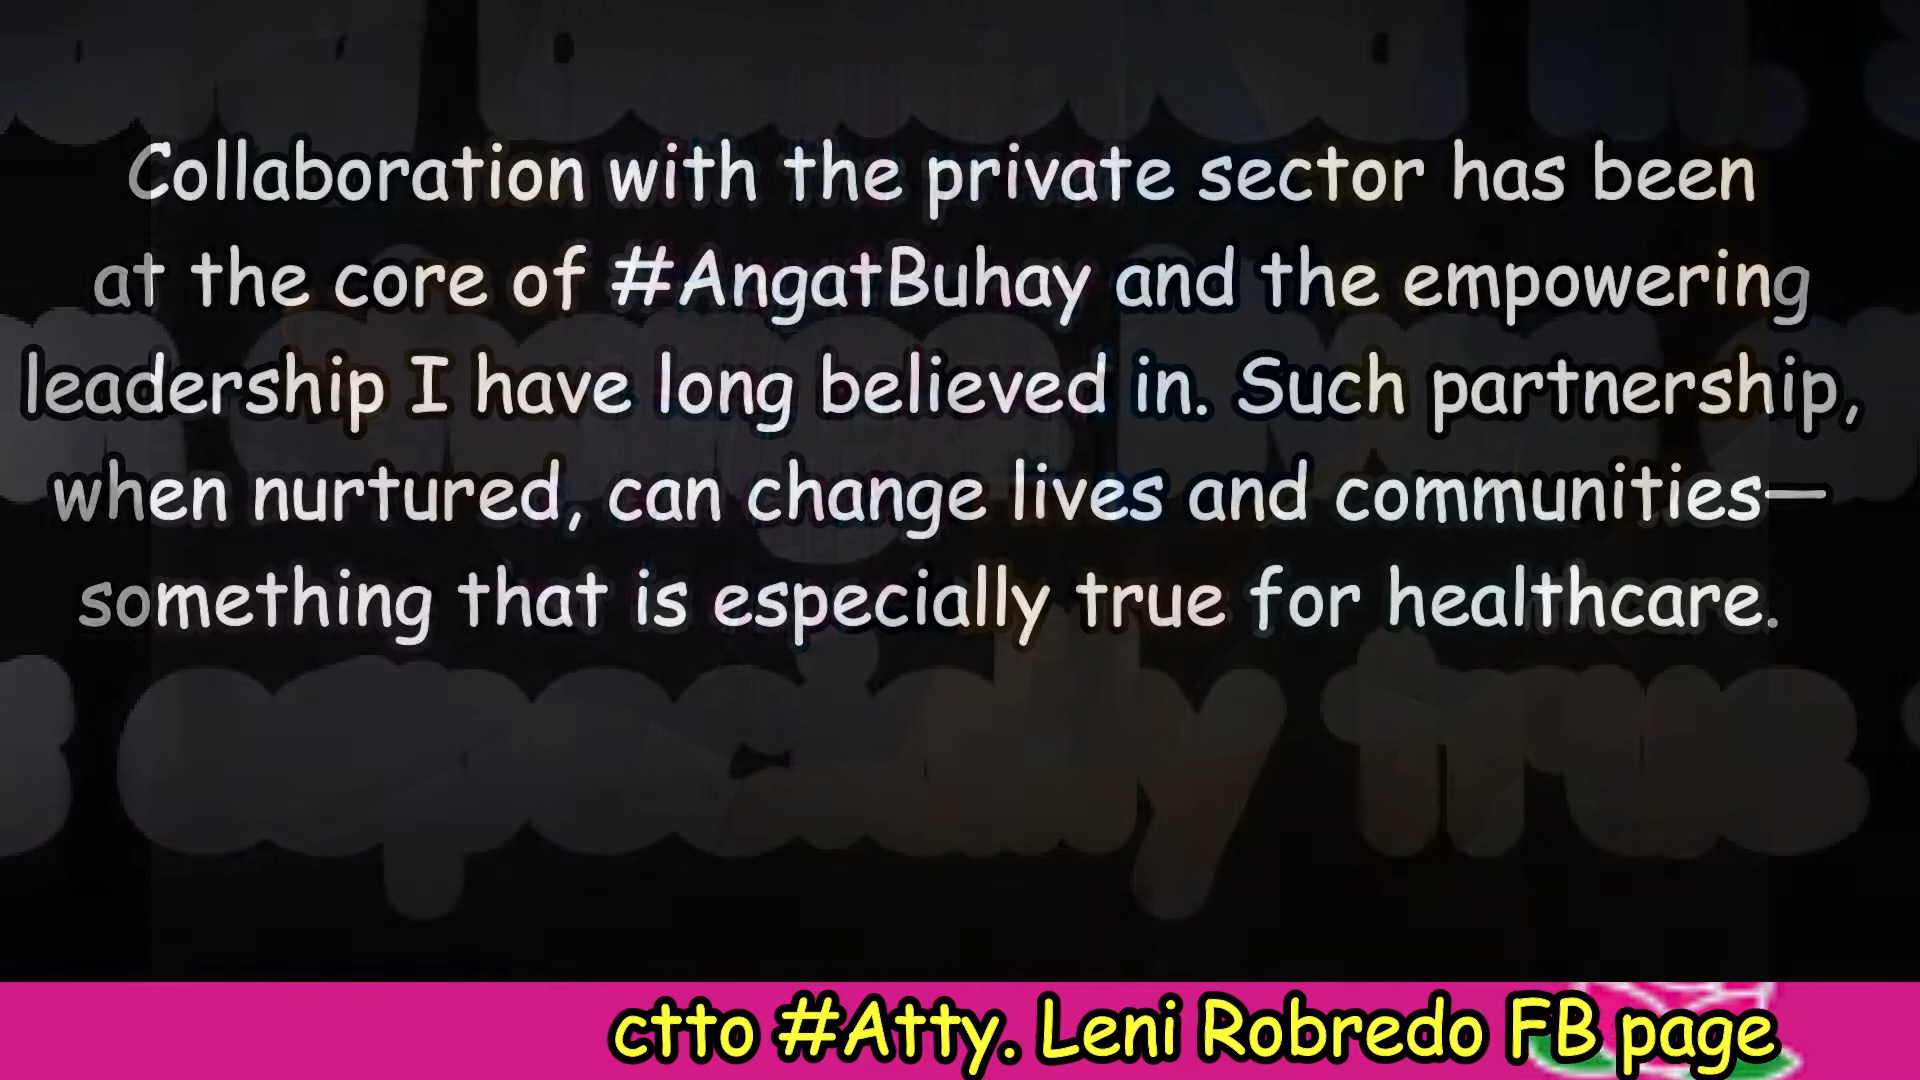 Collaboration with the private sector has been
at the core of #AngatBuhay and the empowering
leadership I have long believed in. Such partnership,
when nurtured, can change lives and communities—
something that is especially true for healthcare.
ctto #Atty. Leni Robredo FB page